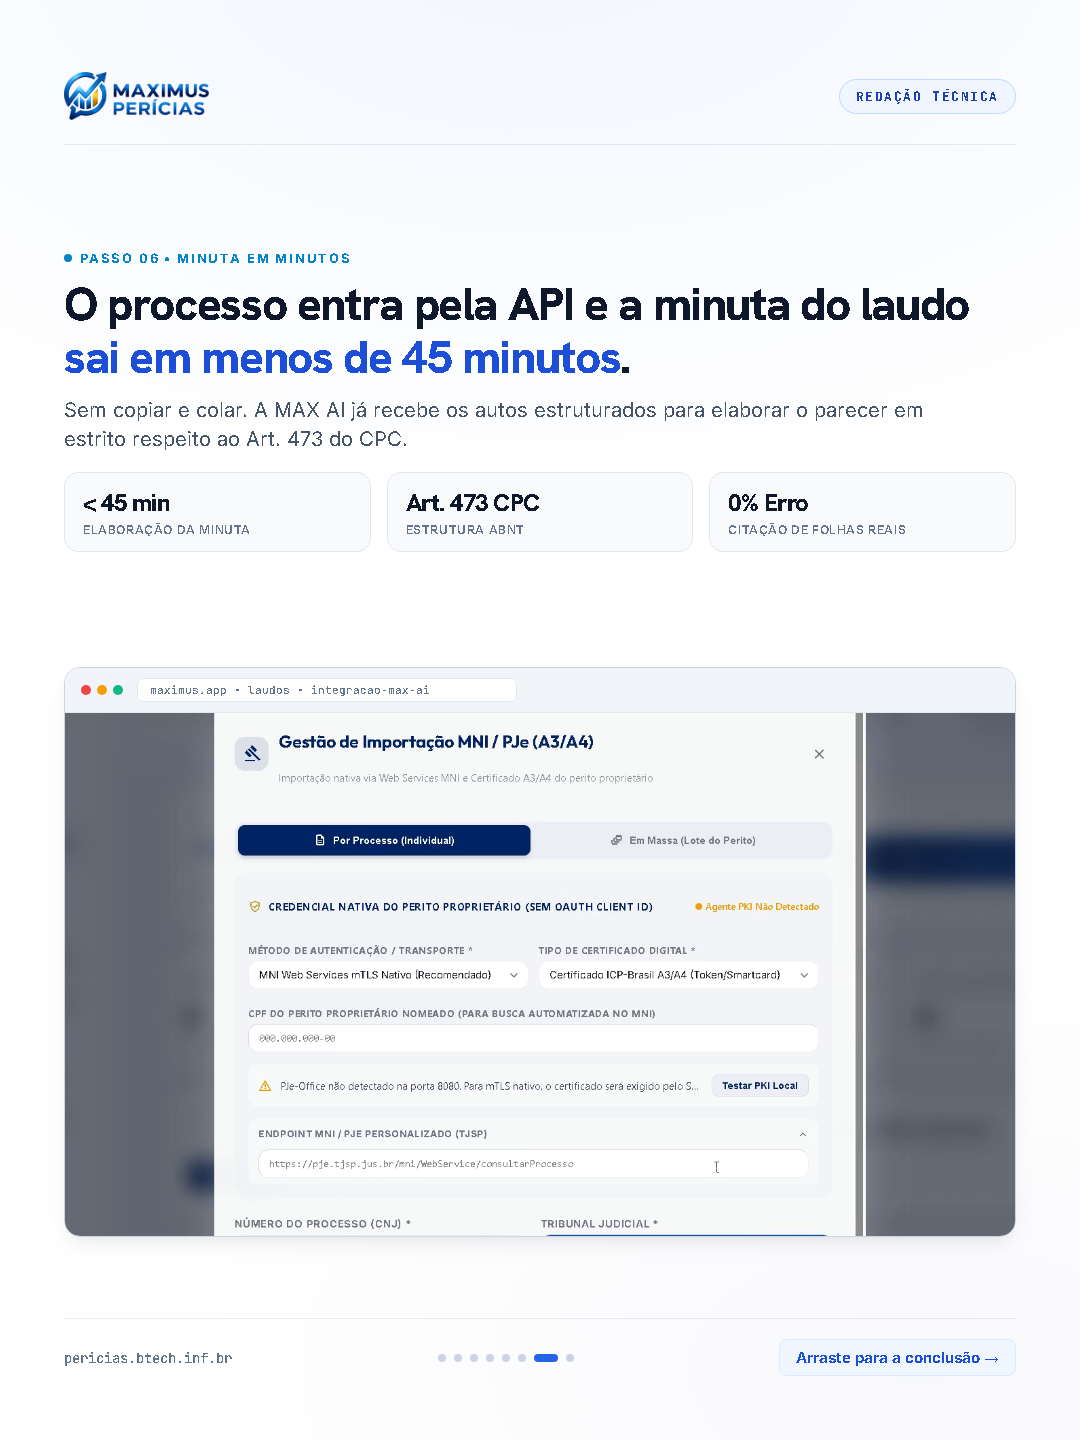 MAXIMUS
PERÍCIAS
REDAÇÃO TÉCNICA
PASSO 06 • MINUTA EM MINUTOS
O processo entra pela API e a minuta do laudo
sai em menos de 45 minutos.
Sem copiar e colar. A MAX AI já recebe os autos estruturados para elaborar o parecer em
estrito respeito ao Art. 473 do CPC.
< 45 min
ELABORAÇÃO DA MINUTA
Art. 473 CPC
ESTRUTURA ABNT
0% Erro
CITAÇÃO DE FOLHAS REAIS
maximus.app • laudos • integracao-max-ai
Gestão de Importação MNI / PJe (A3/A4)
Importação nativa via Web Services MNI e Certificado A3/A4 do perito proprietário
Por Processo (Individual)
Em Massa (Lote do Perito)
CREDENCIAL NATIVA DO PERITO PROPRIETÁRIO (SEM OAUTH CLIENT ID)
Agente PKI Não Detectado
MÉTODO DE AUTENTICAÇÃO / TRANSPORTE *
TIPO DE CERTIFICADO DIGITAL *
MNI Web Services mTLS Nativo (Recomendado)
Certificado ICP-Brasil A3/A4 (Token/Smartcard)
CPF DO PERITO PROPRIETÁRIO NOMEADO (PARA BUSCA AUTOMATIZADA NO MNI)
000.000.000-00
PJe-Office não detectado na porta 8080. Para mTLS nativo, o certificado será exigido pelo S...
Testar PKI Local
ENDPOINT MNI / PJE PERSONALIZADO (TJSP)
https://pje.tjsp.jus.br/mni/WebService/consultarProcesso
NÚMERO DO PROCESSO (CNJ) *
TRIBUNAL JUDICIAL *
pericias.btech.inf.br
Arraste para a conclusão →